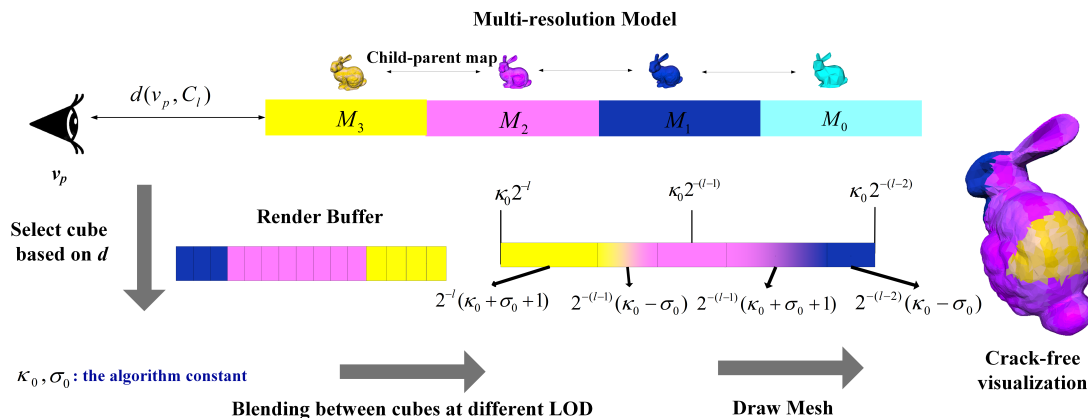 Multi-resolution Model
Child-parent map
d(v_p, C_l)
M_3 M_2 M_1 M_0
v_p
κ_0 2^{-l} κ_0 2^{-(l-1)} κ_0 2^{-(l-2)}
Select cube
based on d
Render Buffer
2^{-l}(κ_0 + σ_0 + 1) 2^{-(l-1)}(κ_0 − σ_0) 2^{-(l-1)}(κ_0 + σ_0 + 1) 2^{-(l-2)}(κ_0 − σ_0)
κ_0, σ_0 : the algorithm constant
Blending between cubes at different LOD
Draw Mesh
Crack-free
visualization